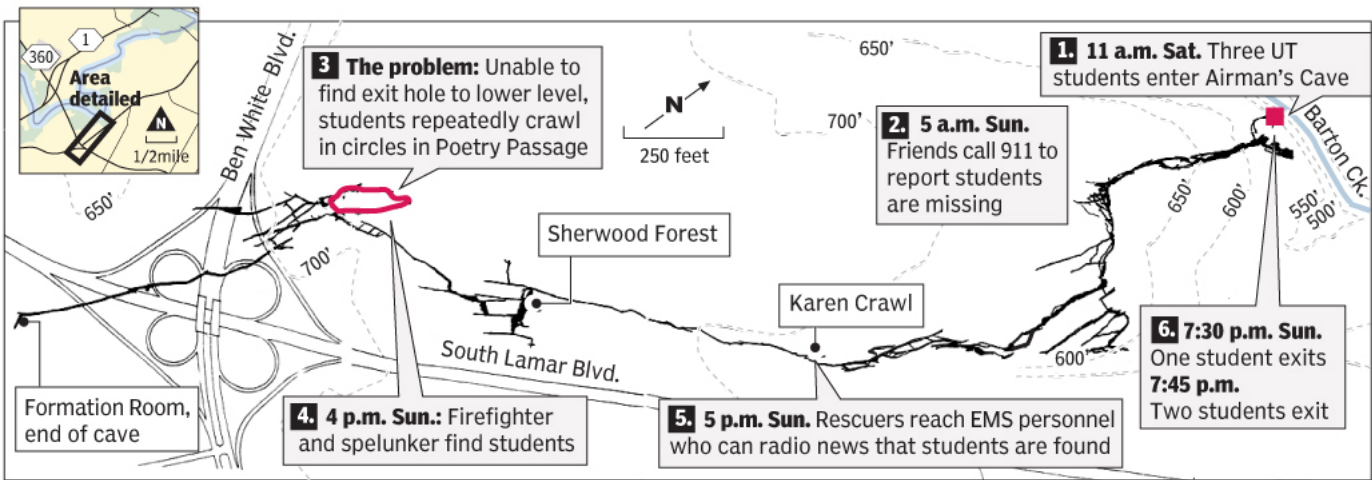 360
1
Area
detailed
N
1/2mile
Ben White Blvd.
3 The problem: Unable to
find exit hole to lower level,
students repeatedly crawl
in circles in Poetry Passage
N
250 feet
650'
700'
1. 11 a.m. Sat. Three UT
students enter Airman's Cave
2. 5 a.m. Sun.
Friends call 911 to
report students
are missing
Barton Ck.
650'
600'
550'
500'
650'
700'
Sherwood Forest
Karen Crawl
600'
South Lamar Blvd.
Formation Room,
end of cave
4. 4 p.m. Sun.: Firefighter
and spelunker find students
5. 5 p.m. Sun. Rescuers reach EMS personnel
who can radio news that students are found
6. 7:30 p.m. Sun.
One student exits
7:45 p.m.
Two students exit